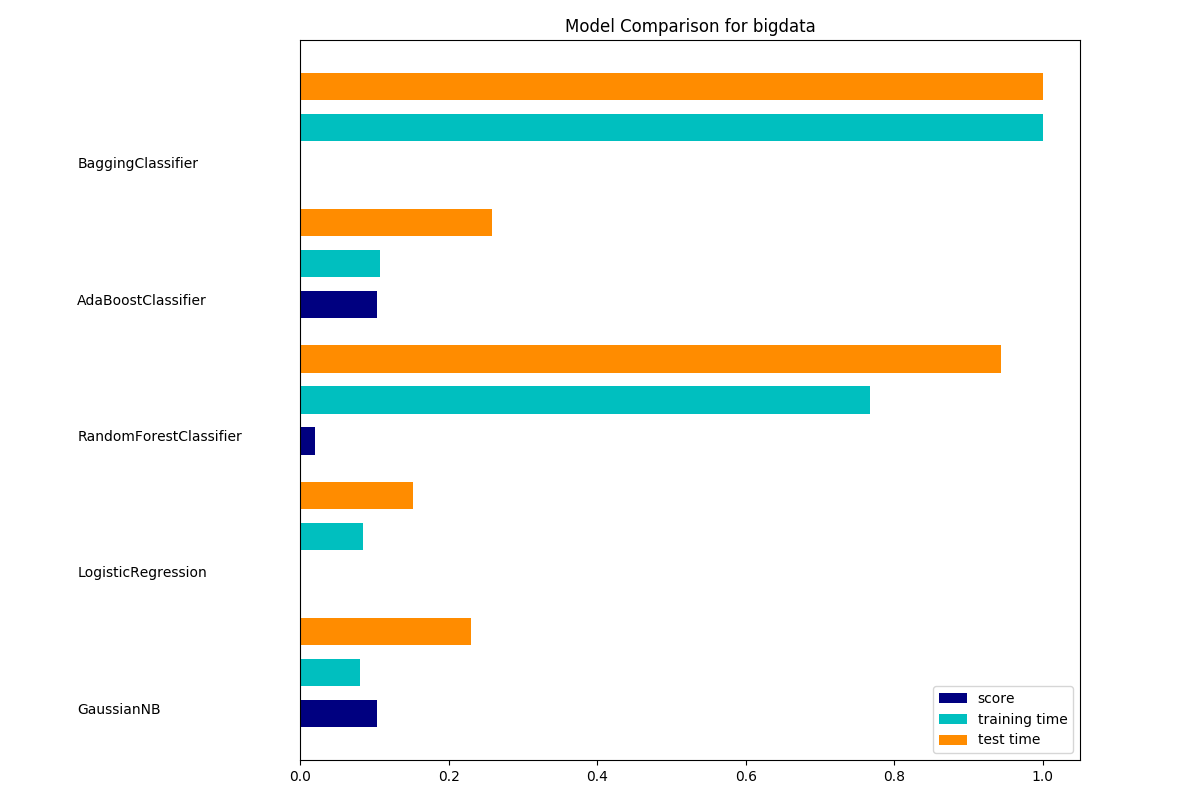 Model Comparison for bigdata
BaggingClassifier
AdaBoostClassifier
RandomForestClassifier
LogisticRegression
GaussianNB
score
training time
test time
0.0 0.2 0.4 0.6 0.8 1.0